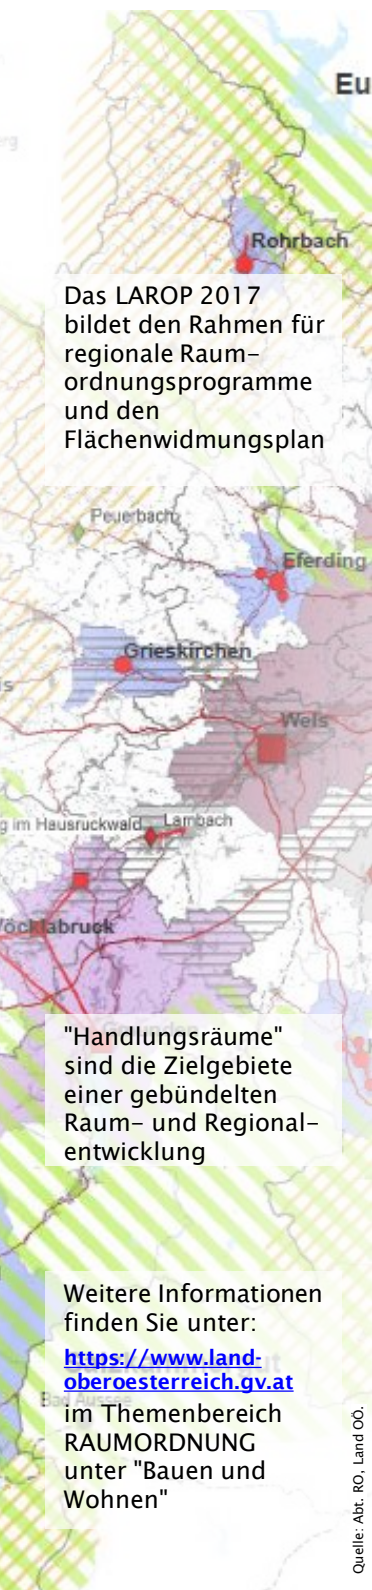 Eu
Rohrbach
Das LAROP 2017
bildet den Rahmen für
regionale Raum-
ordnungsprogramme
und den
Flächenwidmungsplan
Peuerbach
Eferding
Grieskirchen
Wels
g im Hausruckwald
Lambach
Vöcklabruck
"Handlungsräume"
sind die Zielgebiete
einer gebündelten
Raum- und Regional-
entwicklung
Weitere Informationen
finden Sie unter:
https://www.land-
oberoesterreich.gv.at
Bad Aussee
im Themenbereich
RAUMORDNUNG
unter "Bauen und
Wohnen"
Quelle: Abt. RO, Land OÖ.